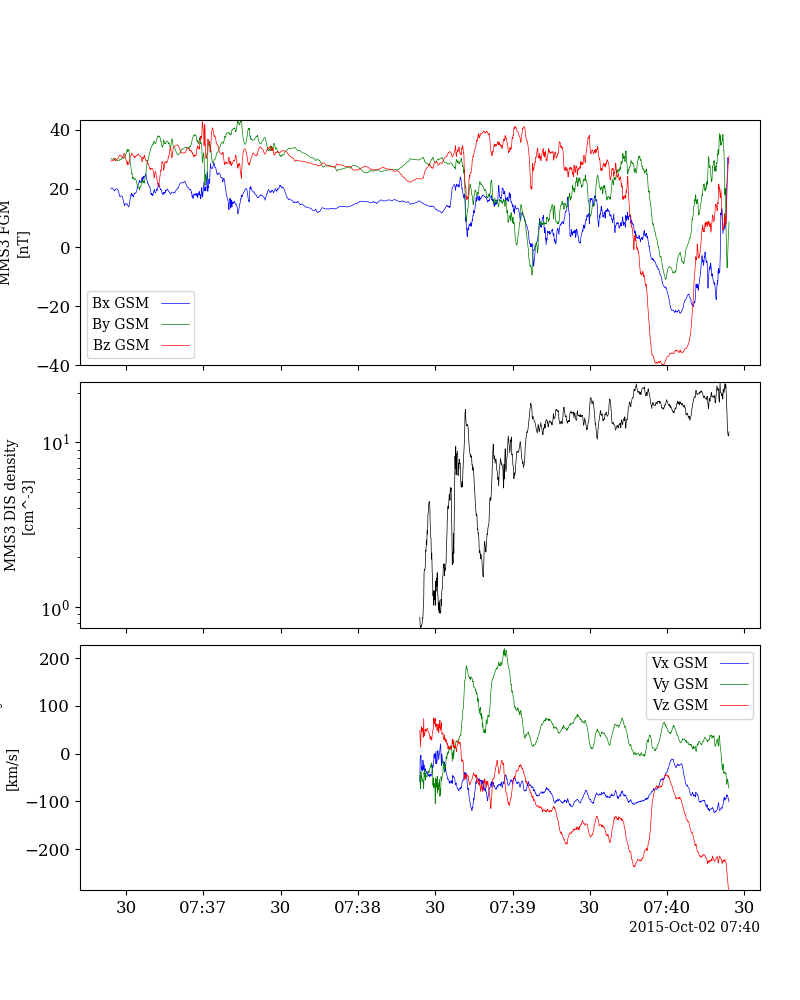 40
20
0
−20
−40
MMS3 FGM
[nT]
Bx GSM
By GSM
Bz GSM
10^1
10^0
MMS3 DIS density
[cm^-3]
200
100
0
−100
−200
[km/s]
Vx GSM
Vy GSM
Vz GSM
30 07:37 30 07:38 30 07:39 30 07:40 30
2015-Oct-02 07:40